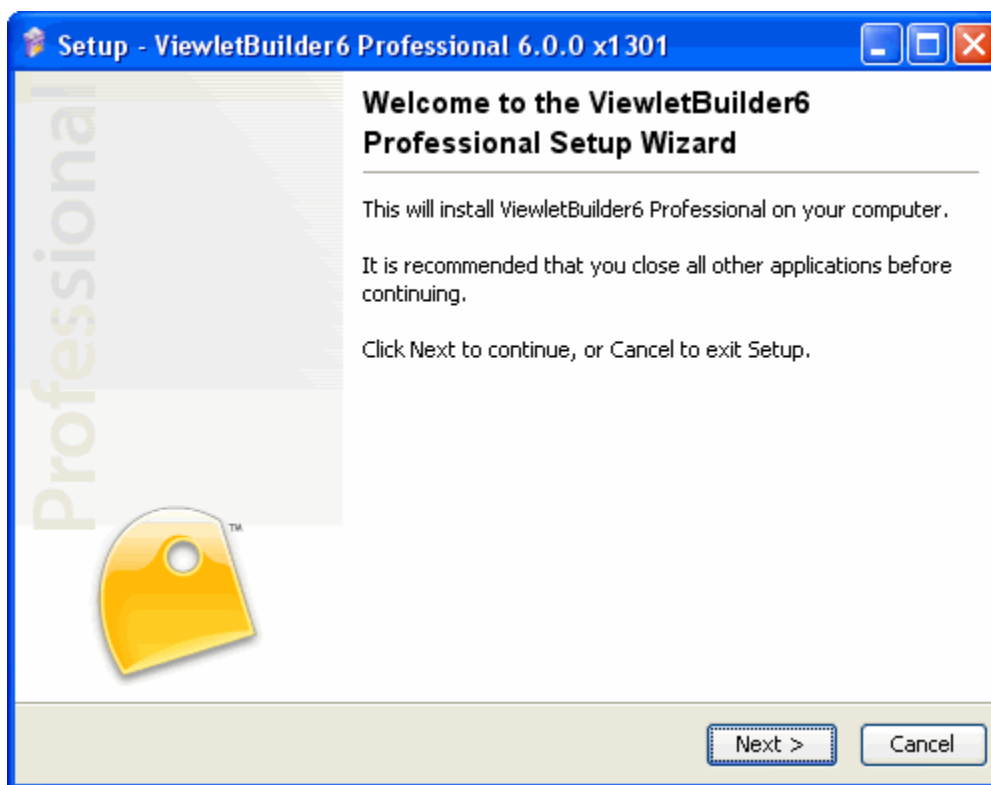 Setup - ViewletBuilder6 Professional 6.0.0 x1301
Professional
Welcome to the ViewletBuilder6
Professional Setup Wizard
This will install ViewletBuilder6 Professional on your computer.
It is recommended that you close all other applications before
continuing.
Click Next to continue, or Cancel to exit Setup.
TM
Next >
Cancel